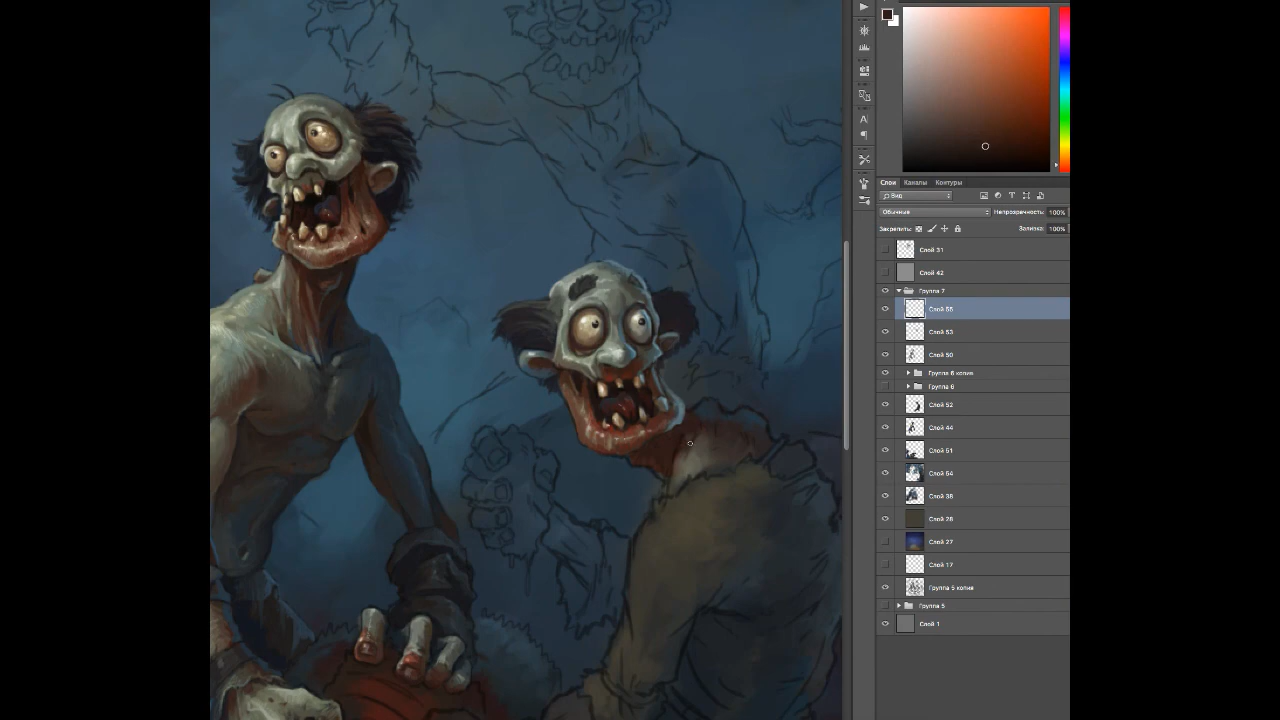 Слои Каналы Контуры
Вид
Обычные Непрозрачность: 100%
Закрепить: Заливка: 100%
Слой 31
Слой 42
Группа 7
Слой 55
Слой 53
Слой 50
Группа 6 копия
Группа 6
Слой 52
Слой 44
Слой 51
Слой 54
Слой 38
Слой 28
Слой 27
Слой 17
Группа 5 копия
Группа 5
Слой 1